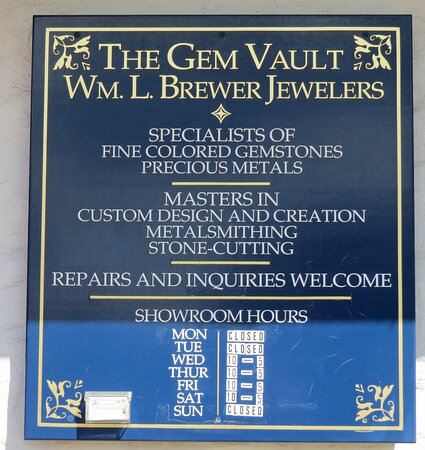 THE GEM VAULT
WM. L. BREWER JEWELERS
SPECIALISTS OF
FINE COLORED GEMSTONES
PRECIOUS METALS
MASTERS IN
CUSTOM DESIGN AND CREATION
METALSMITHING
STONE-CUTTING
REPAIRS AND INQUIRIES WELCOME
SHOWROOM HOURS
MON CLOSED
TUE CLOSED
WED 10 — 5
THUR 10 — 5
FRI 10 — 5
SAT 10 — 5
SUN CLOSED